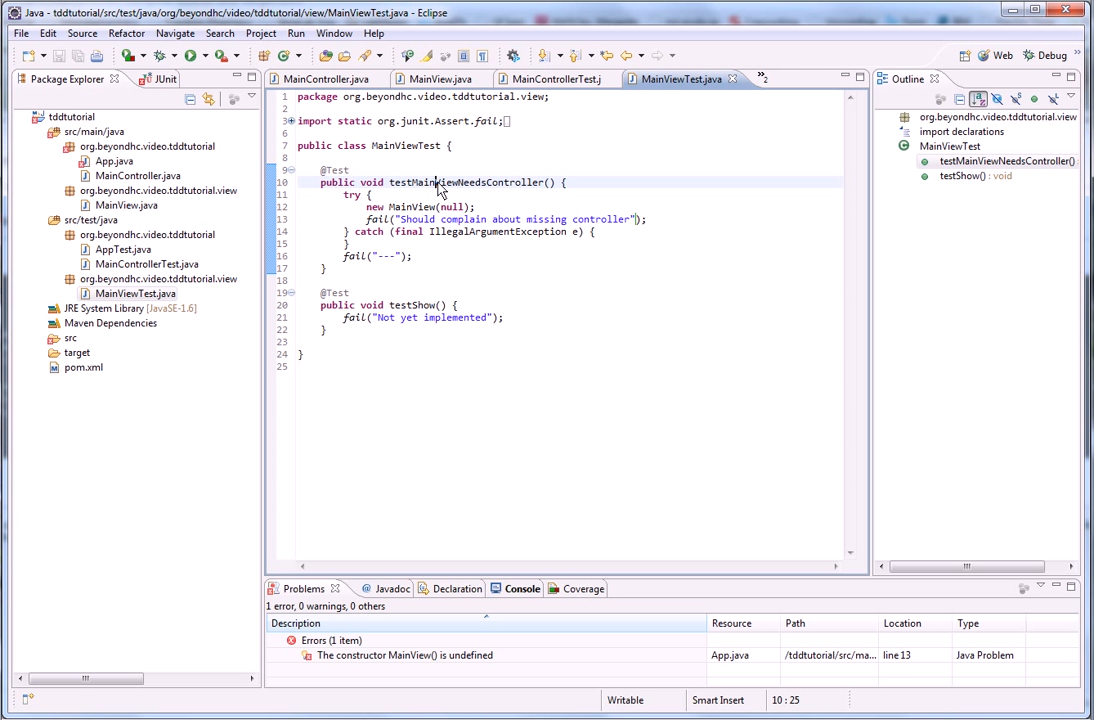 Java - tddtutorial/src/test/java/org/beyondhc/video/tddtutorial/view/MainViewTest.java - Eclipse
File Edit Source Refactor Navigate Search Project Run Window Help
Web Debug
Package Explorer JUnit
MainController.java MainView.java MainControllerTest.j MainViewTest.java 2
Outline
tddtutorial
src/main/java
org.beyondhc.video.tddtutorial
App.java
MainController.java
org.beyondhc.video.tddtutorial.view
MainView.java
src/test/java
org.beyondhc.video.tddtutorial
AppTest.java
MainControllerTest.java
org.beyondhc.video.tddtutorial.view
MainViewTest.java
JRE System Library [JavaSE-1.6]
Maven Dependencies
src
target
pom.xml
1 package org.beyondhc.video.tddtutorial.view;
2
3 import static org.junit.Assert.fail;
6
7 public class MainViewTest {
8
9 @Test
10 public void testMainViewNeedsController() {
11 try {
12 new MainView(null);
13 fail("Should complain about missing controller");
14 } catch (final IllegalArgumentException e) {
15 }
16 fail("---");
17 }
18
19 @Test
20 public void testShow() {
21 fail("Not yet implemented");
22 }
23
24 }
25
org.beyondhc.video.tddtutorial.view
import declarations
MainViewTest
testMainViewNeedsController()
testShow() : void
Problems Javadoc Declaration Console Coverage
1 error, 0 warnings, 0 others
Description Resource Path Location Type
Errors (1 item)
The constructor MainView() is undefined App.java /tddtutorial/src/ma... line 13 Java Problem
Writable Smart Insert 10 : 25